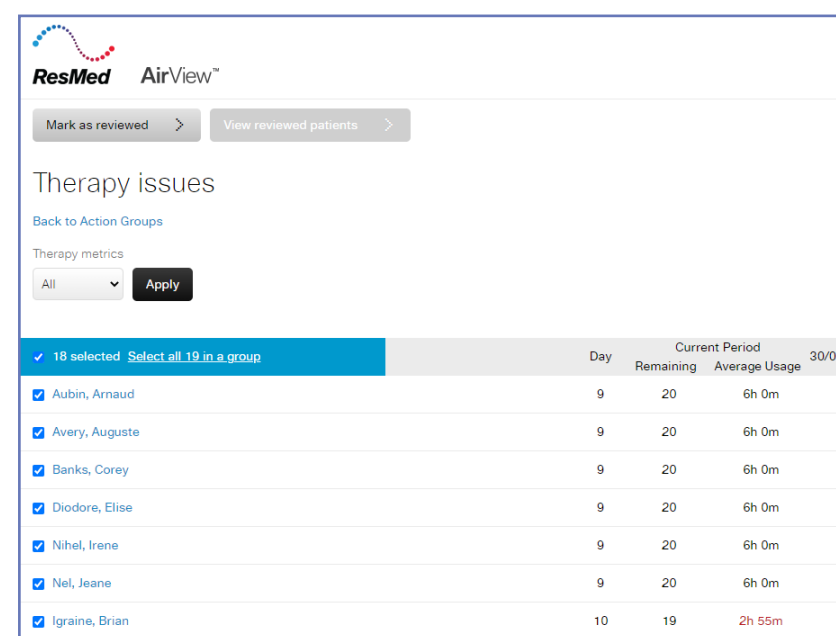 ResMed AirView™
Mark as reviewed View reviewed patients
Therapy issues
Back to Action Groups
Therapy metrics
All Apply
Current Period
18 selected Select all 19 in a group Day 30/0
Remaining Average Usage
Aubin, Arnaud 9 20 6h 0m
Avery, Auguste 9 20 6h 0m
Banks, Corey 9 20 6h 0m
Diodore, Elise 9 20 6h 0m
Nihel, Irene 9 20 6h 0m
Nel, Jeane 9 20 6h 0m
Igraine, Brian 10 19 2h 55m